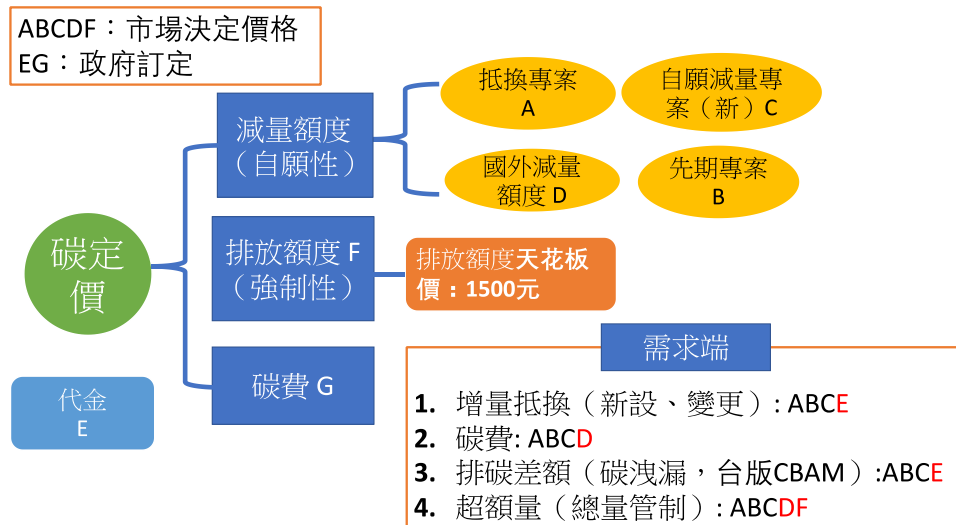 ABCDF：市場決定價格
EG：政府訂定
碳定
價
減量額度
（自願性）
抵換專案
A
自願減量專
案（新）C
國外減量
額度 D
先期專案
B
排放額度 F
（強制性）
排放額度天花板
價：1500元
碳費 G
代金
E
需求端
1. 增量抵換（新設、變更）: ABCE
2. 碳費: ABCD
3. 排碳差額（碳洩漏，台版CBAM）:ABCE
4. 超額量（總量管制）: ABCDF